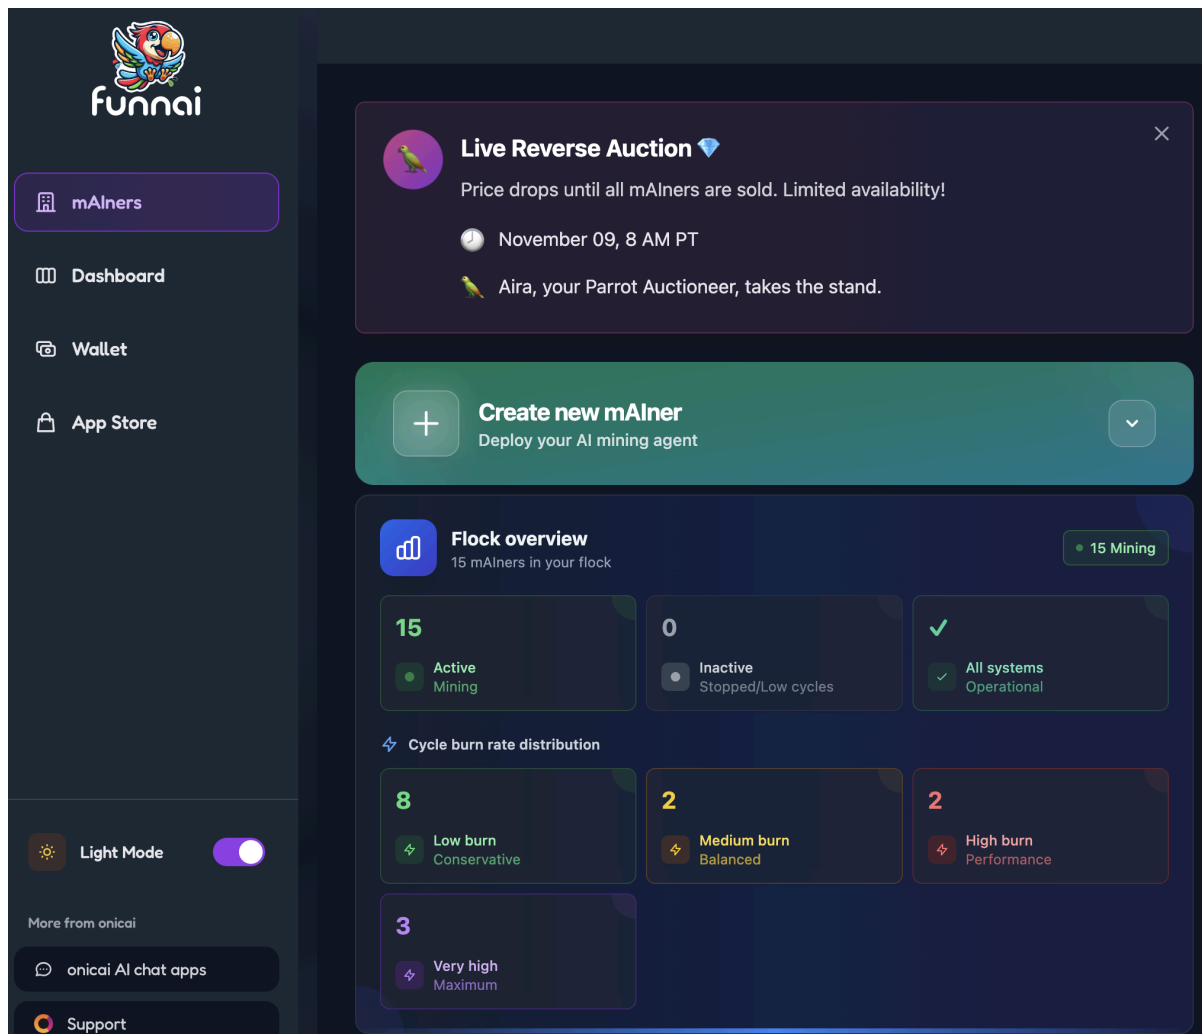 funnai
mAIners
Dashboard
Wallet
App Store
Light Mode
More from onicai
onicai AI chat apps
Support
Live Reverse Auction
Price drops until all mAIners are sold. Limited availability!
November 09, 8 AM PT
Aira, your Parrot Auctioneer, takes the stand.
Create new mAIner
Deploy your AI mining agent
Flock overview
15 mAIners in your flock
15 Mining
15
Active
Mining
0
Inactive
Stopped/Low cycles
All systems
Operational
Cycle burn rate distribution
8
Low burn
Conservative
2
Medium burn
Balanced
2
High burn
Performance
3
Very high
Maximum